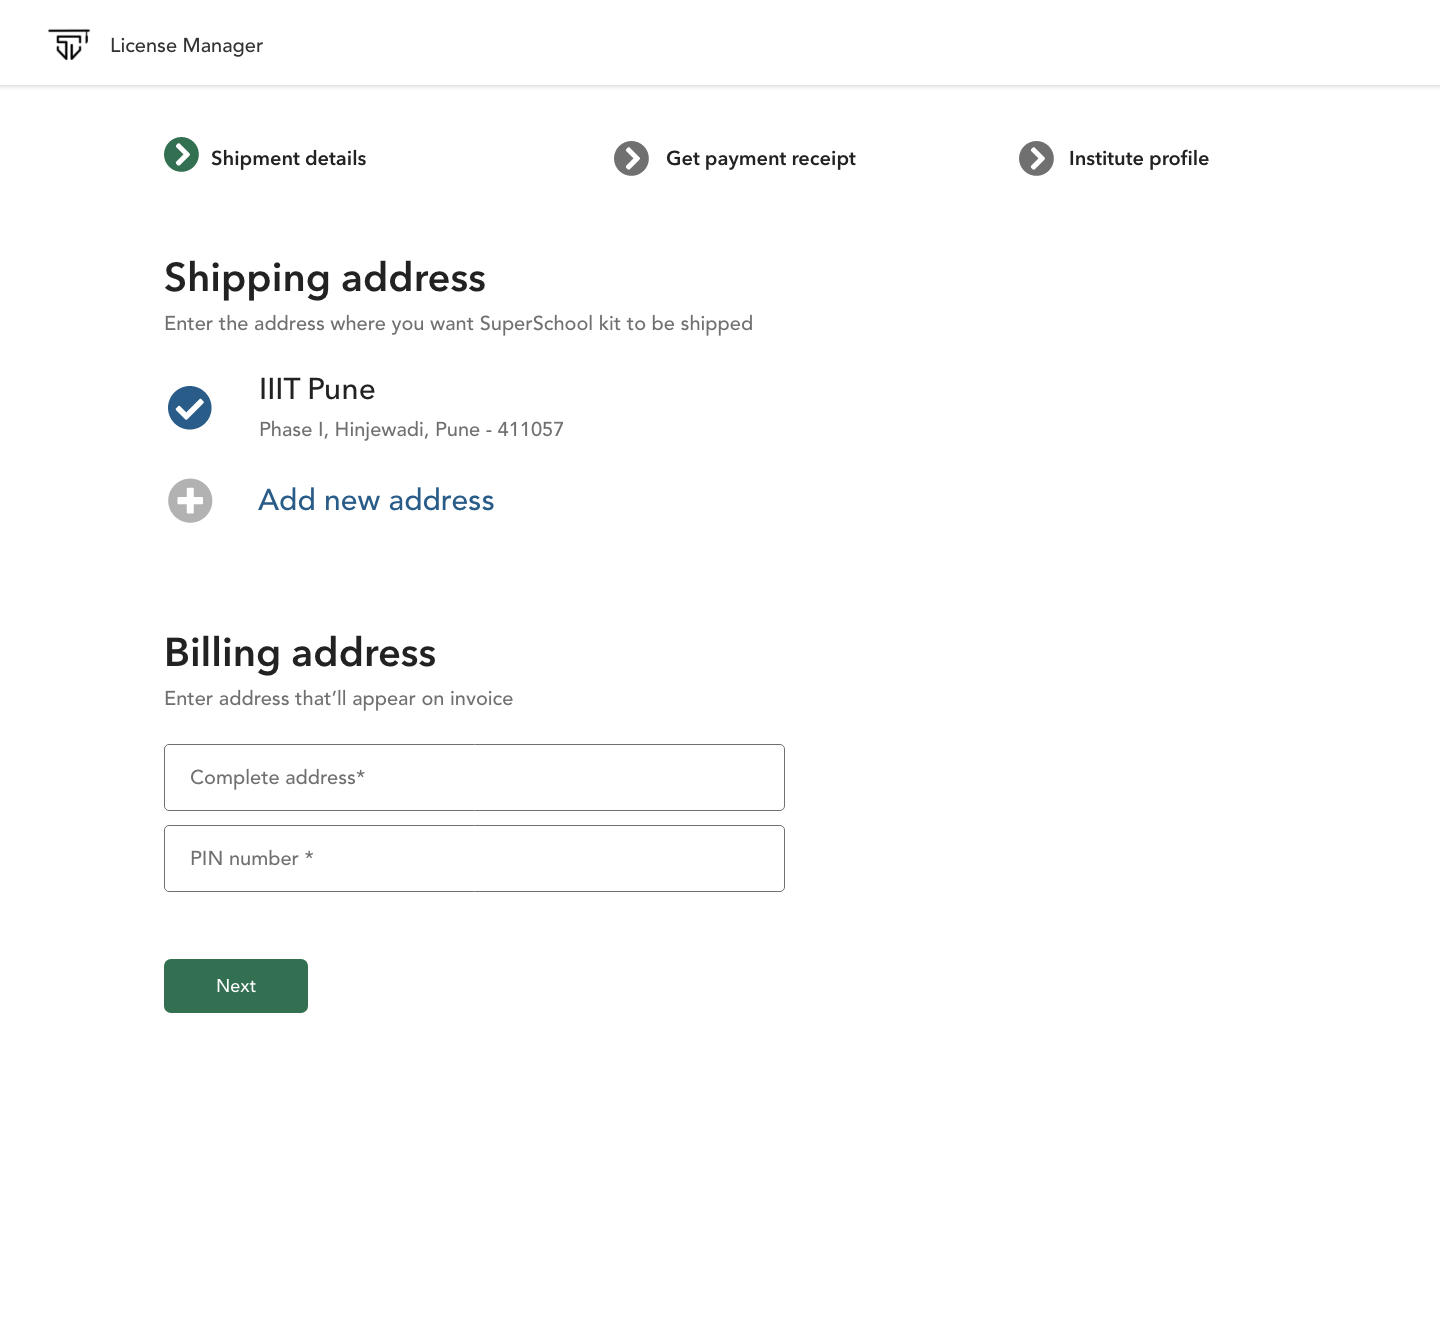 License Manager
Shipment details
Get payment receipt
Institute profile
Shipping address
Enter the address where you want SuperSchool kit to be shipped
IIIT Pune
Phase I, Hinjewadi, Pune - 411057
Add new address
Billing address
Enter address that’ll appear on invoice
Complete address*
PIN number *
Next